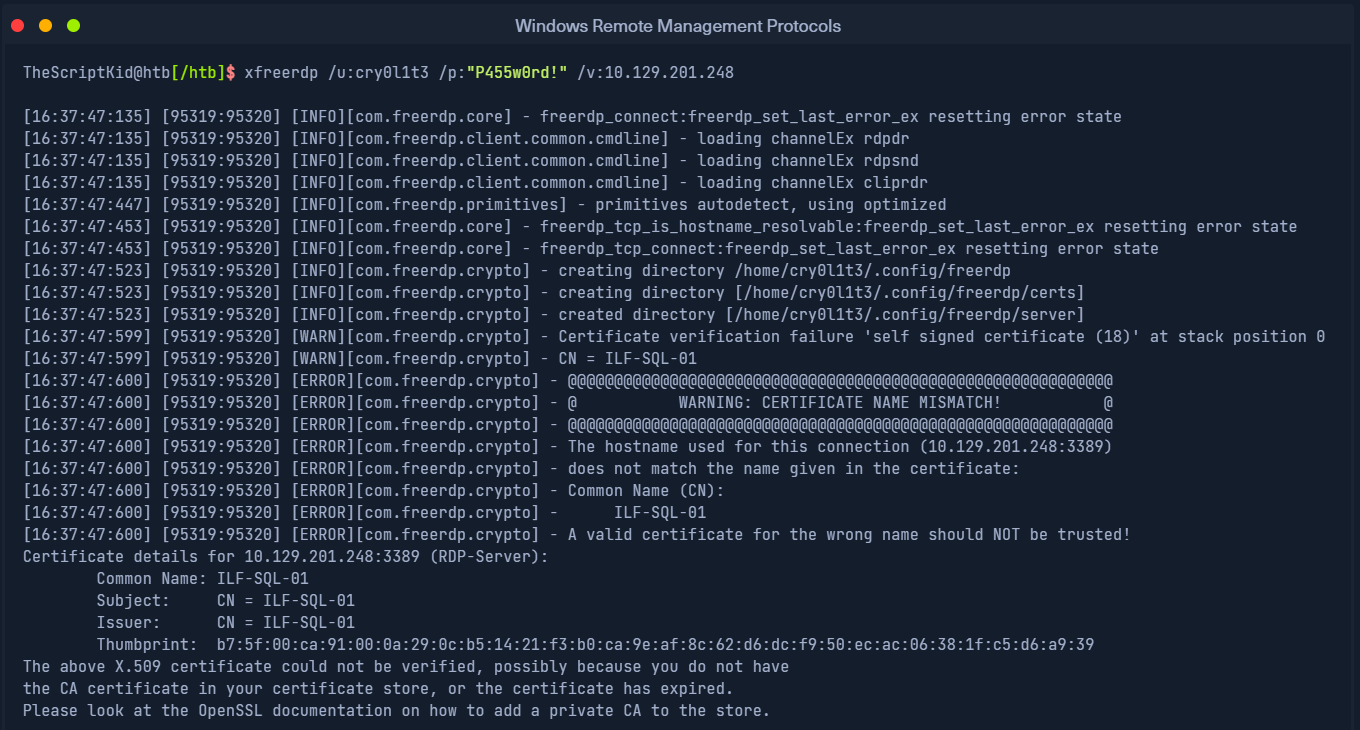 Windows Remote Management Protocols
TheScriptKid@htb[/htb]$ xfreerdp /u:cry0l1t3 /p:"P455w0rd!" /v:10.129.201.248
[16:37:47:135] [95319:95320] [INFO][com.freerdp.core] - freerdp_connect:freerdp_set_last_error_ex resetting error state
[16:37:47:135] [95319:95320] [INFO][com.freerdp.client.common.cmdline] - loading channelEx rdpdr
[16:37:47:135] [95319:95320] [INFO][com.freerdp.client.common.cmdline] - loading channelEx rdpsnd
[16:37:47:135] [95319:95320] [INFO][com.freerdp.client.common.cmdline] - loading channelEx cliprdr
[16:37:47:447] [95319:95320] [INFO][com.freerdp.primitives] - primitives autodetect, using optimized
[16:37:47:453] [95319:95320] [INFO][com.freerdp.core] - freerdp_tcp_is_hostname_resolvable:freerdp_set_last_error_ex resetting error state
[16:37:47:453] [95319:95320] [INFO][com.freerdp.core] - freerdp_tcp_connect:freerdp_set_last_error_ex resetting error state
[16:37:47:523] [95319:95320] [INFO][com.freerdp.crypto] - creating directory /home/cry0l1t3/.config/freerdp
[16:37:47:523] [95319:95320] [INFO][com.freerdp.crypto] - creating directory [/home/cry0l1t3/.config/freerdp/certs]
[16:37:47:523] [95319:95320] [INFO][com.freerdp.crypto] - created directory [/home/cry0l1t3/.config/freerdp/server]
[16:37:47:599] [95319:95320] [WARN][com.freerdp.crypto] - Certificate verification failure 'self signed certificate (18)' at stack position 0
[16:37:47:599] [95319:95320] [WARN][com.freerdp.crypto] - CN = ILF-SQL-01
[16:37:47:600] [95319:95320] [ERROR][com.freerdp.crypto] - @@@@@@@@@@@@@@@@@@@@@@@@@@@@@@@@@@@@@@@@@@@@@@@@@@@@@@@@@@@
[16:37:47:600] [95319:95320] [ERROR][com.freerdp.crypto] - @           WARNING: CERTIFICATE NAME MISMATCH!           @
[16:37:47:600] [95319:95320] [ERROR][com.freerdp.crypto] - @@@@@@@@@@@@@@@@@@@@@@@@@@@@@@@@@@@@@@@@@@@@@@@@@@@@@@@@@@@
[16:37:47:600] [95319:95320] [ERROR][com.freerdp.crypto] - The hostname used for this connection (10.129.201.248:3389)
[16:37:47:600] [95319:95320] [ERROR][com.freerdp.crypto] - does not match the name given in the certificate:
[16:37:47:600] [95319:95320] [ERROR][com.freerdp.crypto] - Common Name (CN):
[16:37:47:600] [95319:95320] [ERROR][com.freerdp.crypto] -      ILF-SQL-01
[16:37:47:600] [95319:95320] [ERROR][com.freerdp.crypto] - A valid certificate for the wrong name should NOT be trusted!
Certificate details for 10.129.201.248:3389 (RDP-Server):
        Common Name: ILF-SQL-01
        Subject:     CN = ILF-SQL-01
        Issuer:      CN = ILF-SQL-01
        Thumbprint:  b7:5f:00:ca:91:00:0a:29:0c:b5:14:21:f3:b0:ca:9e:af:8c:62:d6:dc:f9:50:ec:ac:06:38:1f:c5:d6:a9:39
The above X.509 certificate could not be verified, possibly because you do not have
the CA certificate in your certificate store, or the certificate has expired.
Please look at the OpenSSL documentation on how to add a private CA to the store.